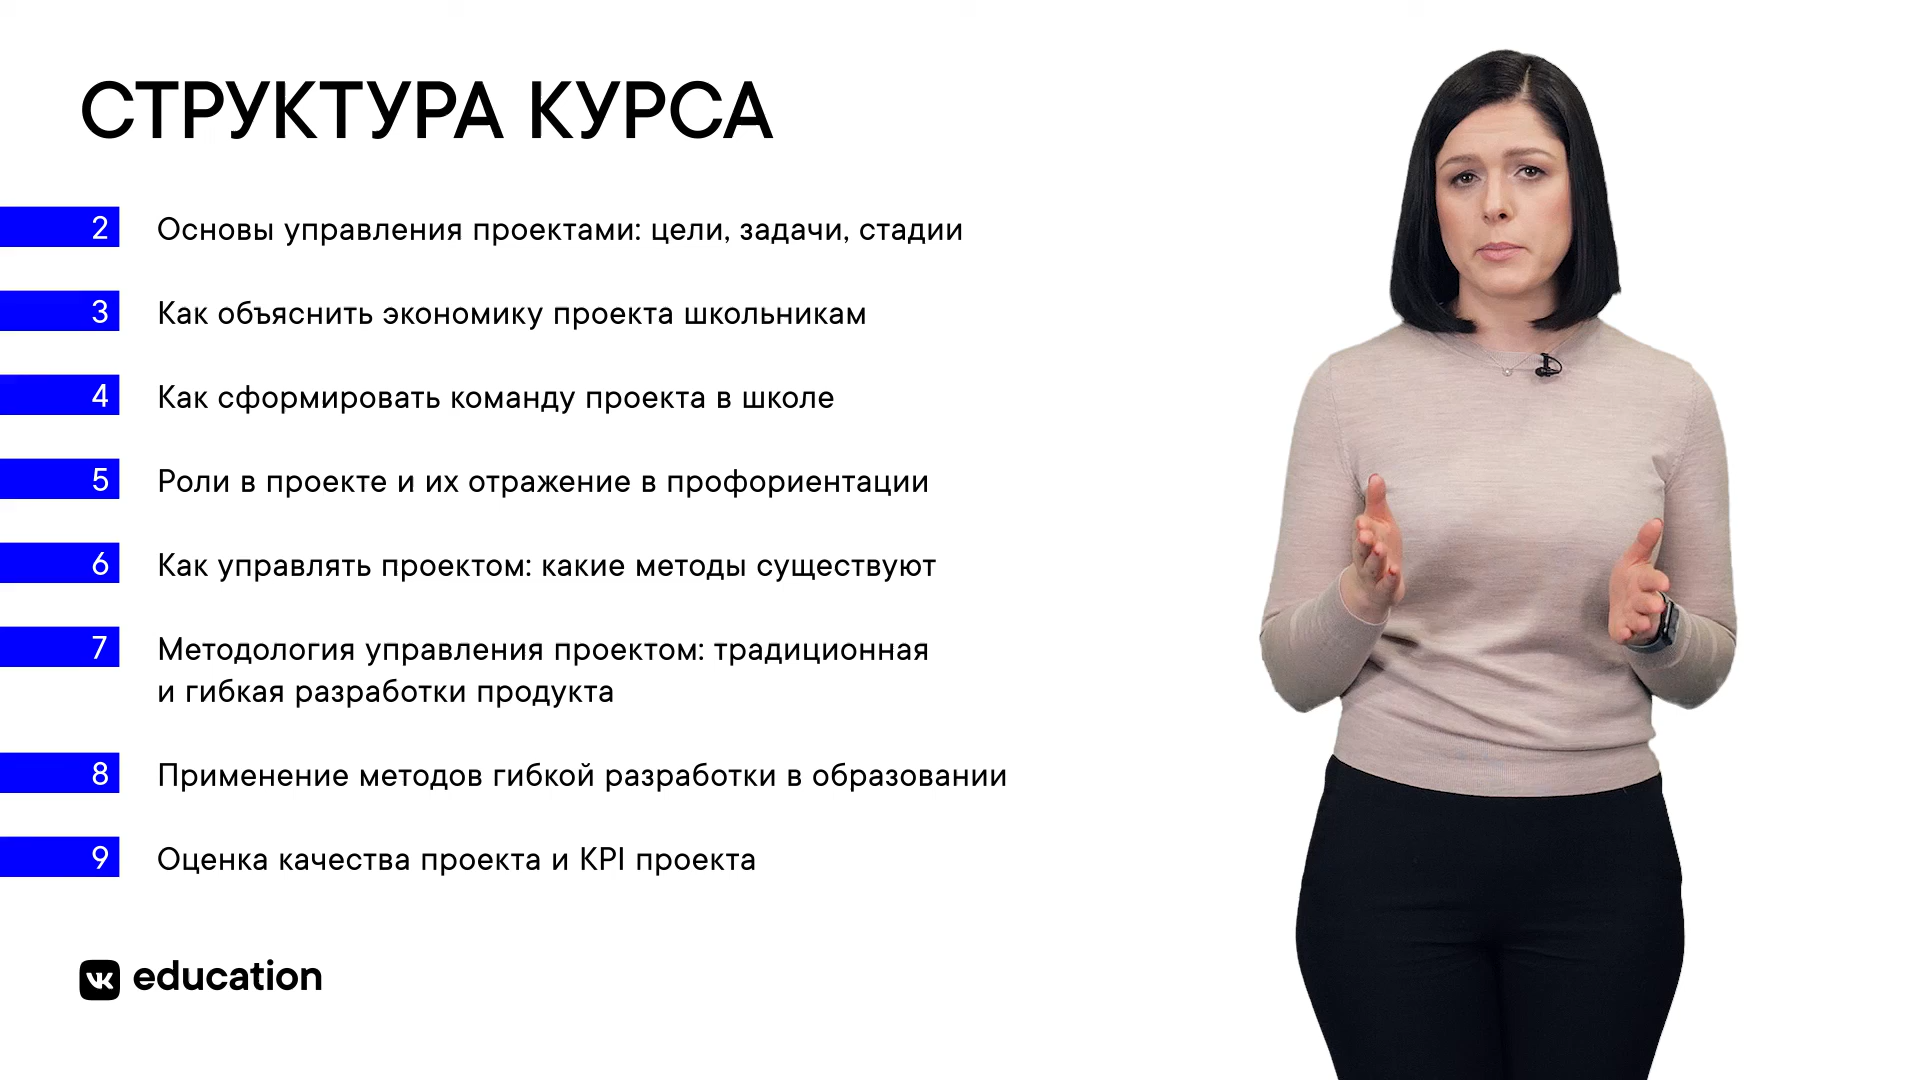 СТРУКТУРА КУРСА
2 Основы управления проектами: цели, задачи, стадии
3 Как объяснить экономику проекта школьникам
4 Как сформировать команду проекта в школе
5 Роли в проекте и их отражение в профориентации
6 Как управлять проектом: какие методы существуют
7 Методология управления проектом: традиционная
и гибкая разработки продукта
8 Применение методов гибкой разработки в образовании
9 Оценка качества проекта и KPI проекта
VK education